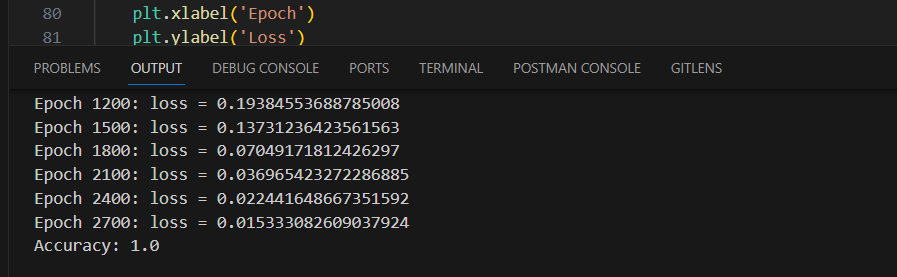 80 plt.xlabel('Epoch')
81 plt.ylabel('Loss')
PROBLEMS OUTPUT DEBUG CONSOLE PORTS TERMINAL POSTMAN CONSOLE GITLENS
Epoch 1200: loss = 0.19384553688785008
Epoch 1500: loss = 0.13731236423561563
Epoch 1800: loss = 0.07049171812426297
Epoch 2100: loss = 0.036965423272286885
Epoch 2400: loss = 0.022441648667351592
Epoch 2700: loss = 0.015333082609037924
Accuracy: 1.0